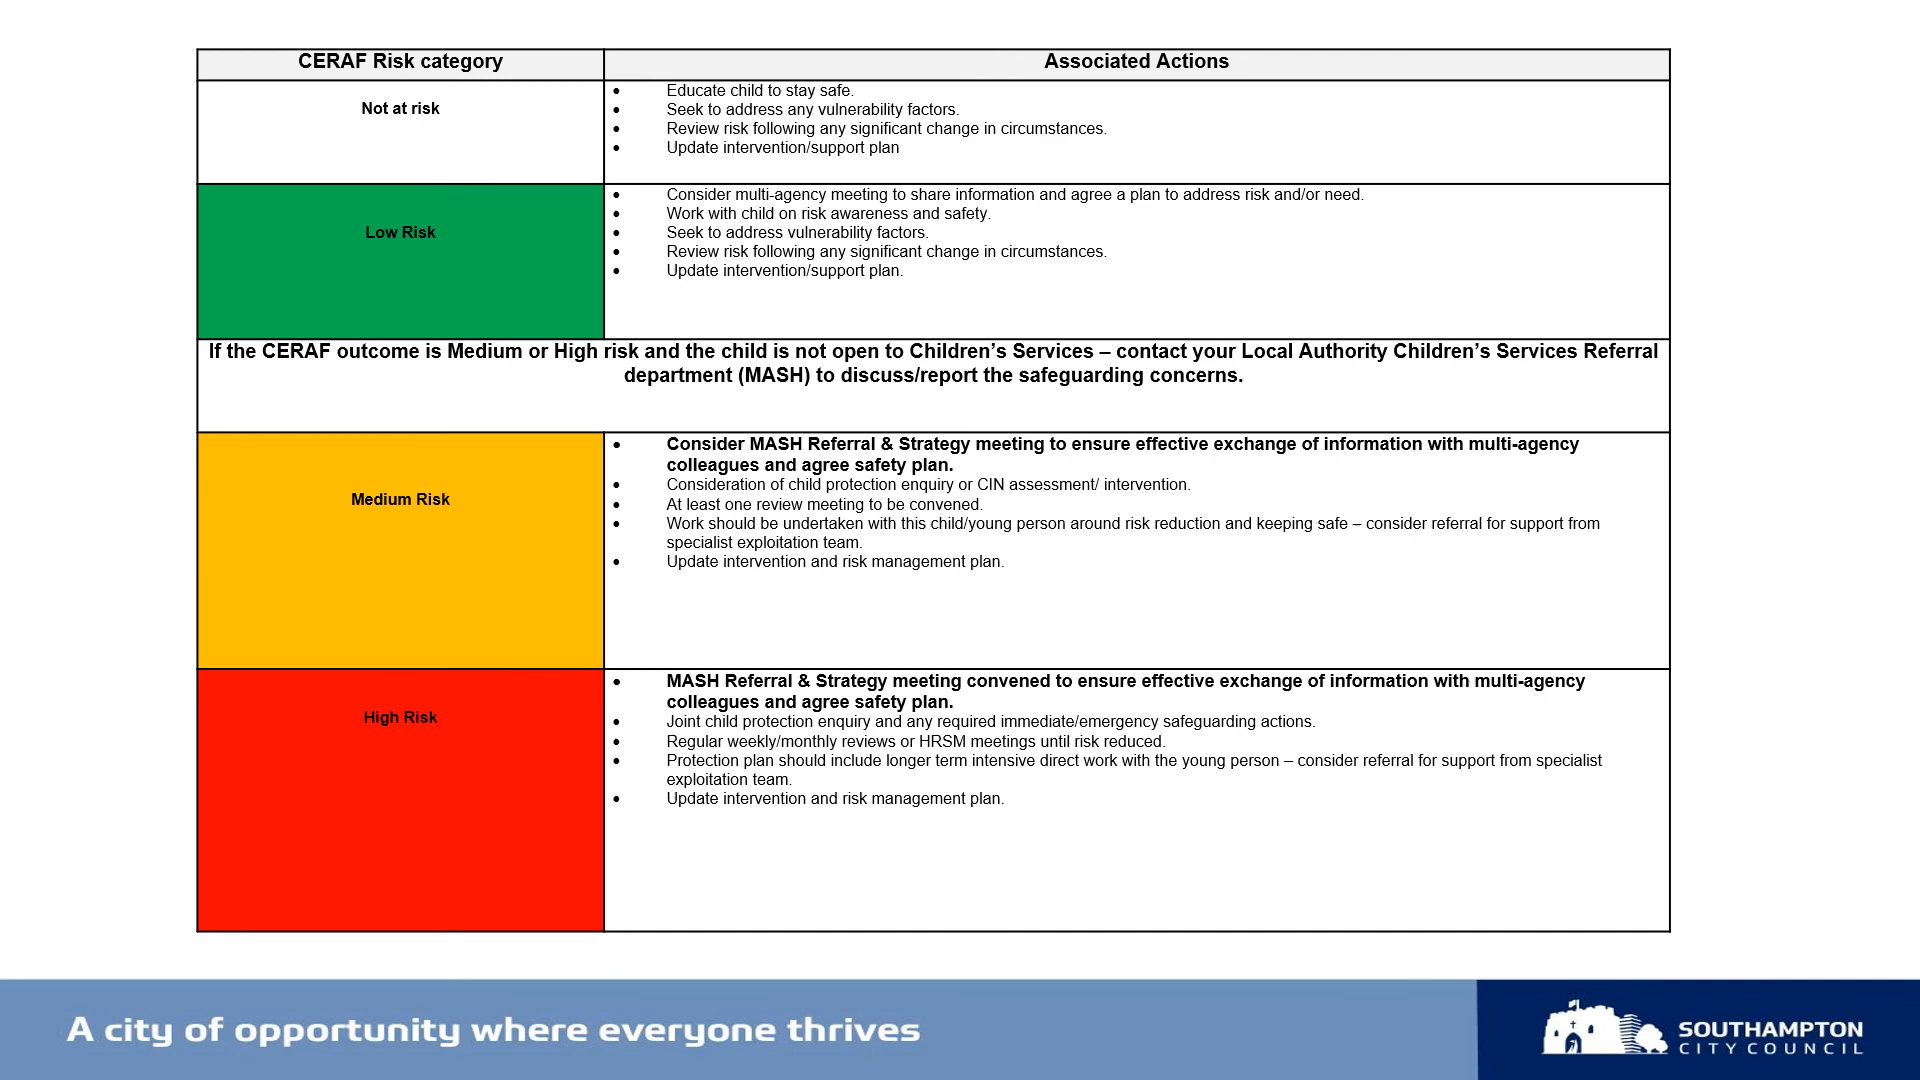 CERAF Risk category
Associated Actions
Not at risk
• Educate child to stay safe.
• Seek to address any vulnerability factors.
• Review risk following any significant change in circumstances.
• Update intervention/support plan
Low Risk
• Consider multi-agency meeting to share information and agree a plan to address risk and/or need.
• Work with child on risk awareness and safety.
• Seek to address vulnerability factors.
• Review risk following any significant change in circumstances.
• Update intervention/support plan.
If the CERAF outcome is Medium or High risk and the child is not open to Children’s Services – contact your Local Authority Children’s Services Referral
department (MASH) to discuss/report the safeguarding concerns.
Medium Risk
• Consider MASH Referral & Strategy meeting to ensure effective exchange of information with multi-agency
colleagues and agree safety plan.
• Consideration of child protection enquiry or CIN assessment/ intervention.
• At least one review meeting to be convened.
• Work should be undertaken with this child/young person around risk reduction and keeping safe – consider referral for support from
specialist exploitation team.
• Update intervention and risk management plan.
High Risk
• MASH Referral & Strategy meeting convened to ensure effective exchange of information with multi-agency
colleagues and agree safety plan.
• Joint child protection enquiry and any required immediate/emergency safeguarding actions.
• Regular weekly/monthly reviews or HRSM meetings until risk reduced.
• Protection plan should include longer term intensive direct work with the young person – consider referral for support from specialist
exploitation team.
• Update intervention and risk management plan.
A city of opportunity where everyone thrives
SOUTHAMPTON
CITY COUNCIL